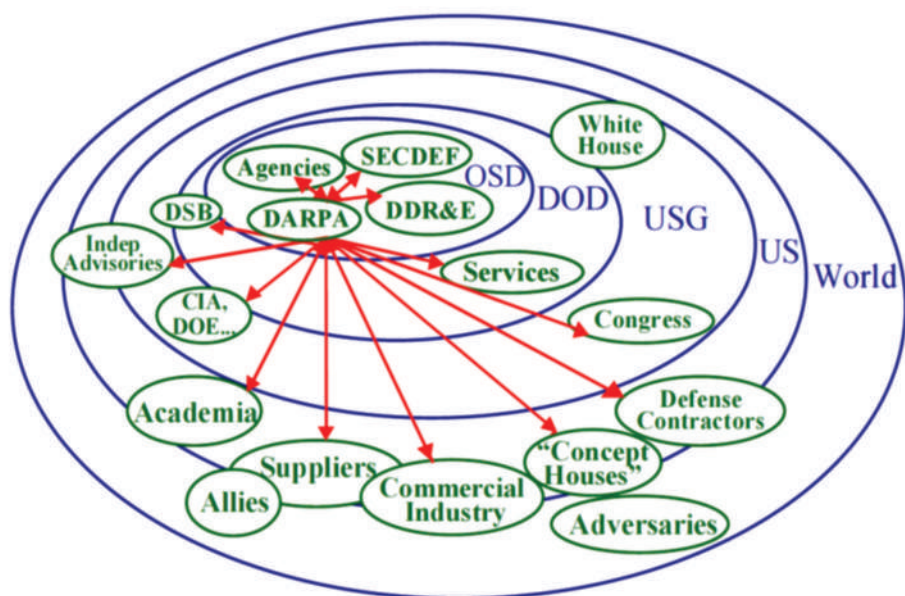 White
House
SECDEF
Agencies
OSD
DOD
DDR&E
DSB
DARPA
USG
US
World
Indep
Advisories
Services
CIA,
DOE...
Congress
Academia
Defense
Contractors
"Concept
Houses"
Suppliers
Commercial
Industry
Allies
Adversaries